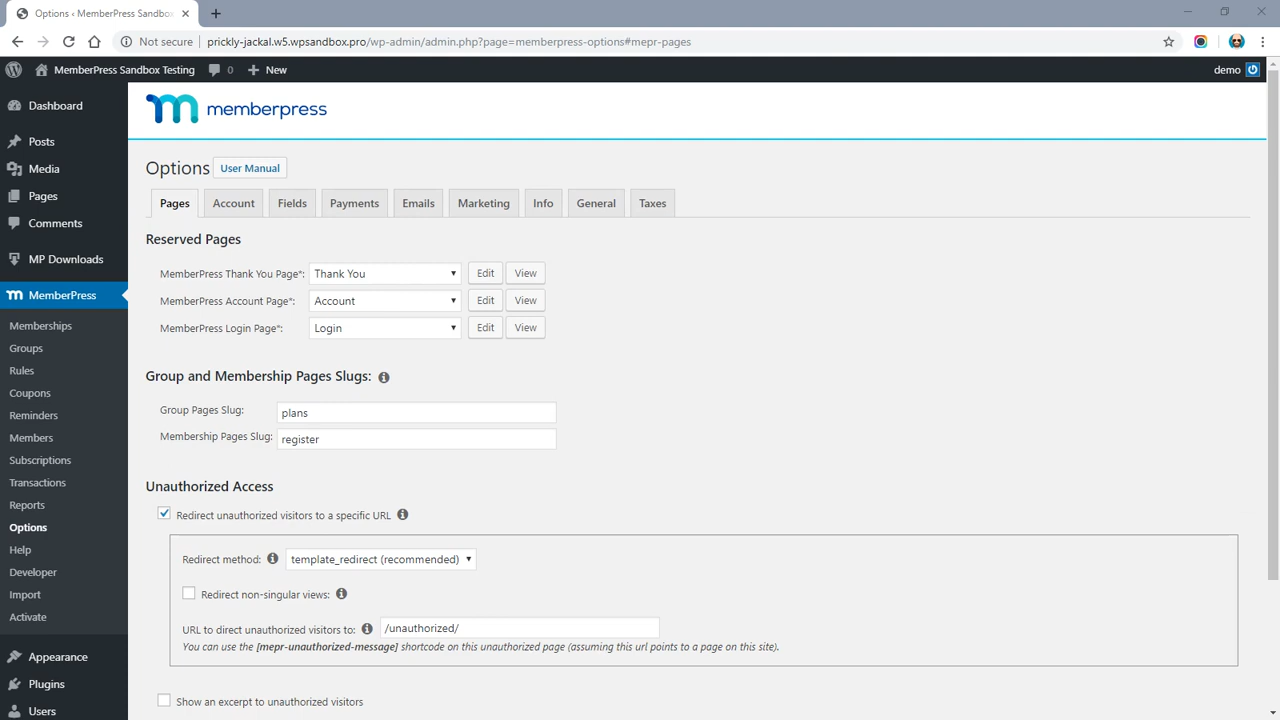 Options ‹ MemberPress Sandbox
Not secure prickly-jackal.w5.wpsandbox.pro/wp-admin/admin.php?page=memberpress-options#mepr-pages
MemberPress Sandbox Testing 0 New demo
Dashboard
Posts
Media
Pages
Comments
MP Downloads
MemberPress
Memberships
Groups
Rules
Coupons
Reminders
Members
Subscriptions
Transactions
Reports
Options
Help
Developer
Import
Activate
Appearance
Plugins
Users
memberpress
Options User Manual
Pages Account Fields Payments Emails Marketing Info General Taxes
Reserved Pages
MemberPress Thank You Page*: Thank You Edit View
MemberPress Account Page*: Account Edit View
MemberPress Login Page*: Login Edit View
Group and Membership Pages Slugs:
Group Pages Slug: plans
Membership Pages Slug: register
Unauthorized Access
Redirect unauthorized visitors to a specific URL
Redirect method: template_redirect (recommended)
Redirect non-singular views:
URL to direct unauthorized visitors to: /unauthorized/
You can use the [mepr-unauthorized-message] shortcode on this unauthorized page (assuming this url points to a page on this site).
Show an excerpt to unauthorized visitors